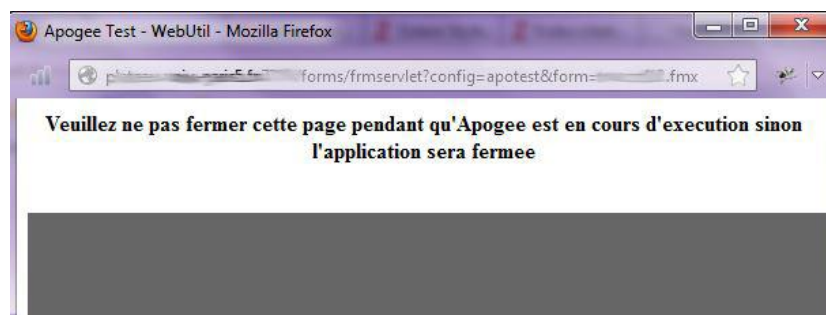 Apogee Test - WebUtil - Mozilla Firefox
forms/frmservlet?config=apotest&form= .fmx
Veuillez ne pas fermer cette page pendant qu'Apogee est en cours d'execution sinon
l'application sera fermee